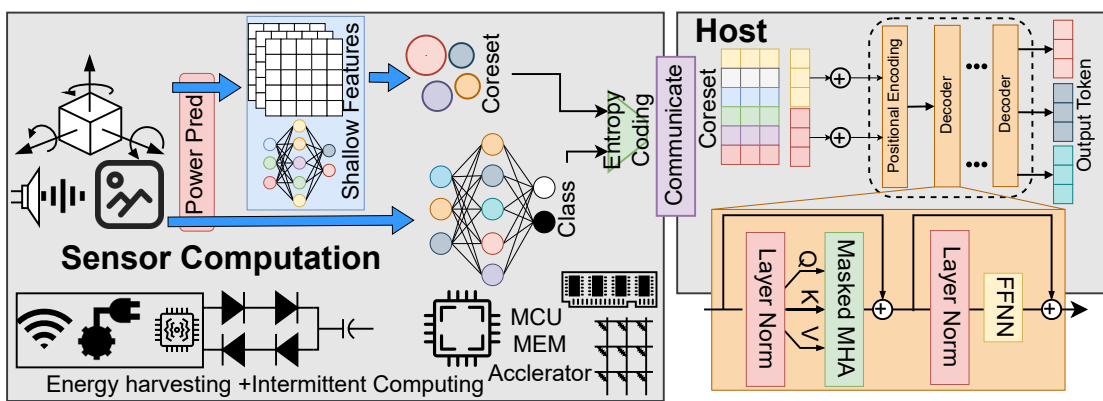 Power Pred
Shallow Features
Coreset
Class
Entropy
Coding
Sensor Computation
MCU
MEM
Acclerator
Energy harvesting +Intermittent Computing
Communicate
Host
Coreset
Positional Encoding
Decoder
Decoder
Output Token
Layer Norm
Q
K
V
Masked MHA
Layer Norm
FFNN